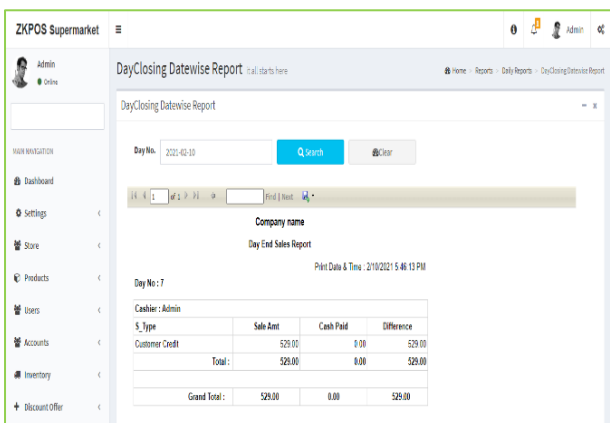 ZKPOS Supermarket
Admin
Admin
Online
DayClosing Datewise Report it all starts here
Home > Reports > Daily Reports > DayClosing Datewise Report
DayClosing Datewise Report
MAIN NAVIGATION
Dashboard
Settings
Store
Products
Users
Accounts
Inventory
Discount Offer
Day No. 2021-02-10 Search Clear
1 of 1 Find | Next
Company name
Day End Sales Report
Print Date & Time : 2/10/2021 5:46:13 PM
Day No : 7
Cashier : Admin
S_Type Sale Amt Cash Paid Difference
Customer Credit 529.00 0.00 529.00
Total : 529.00 0.00 529.00
Grand Total : 529.00 0.00 529.00